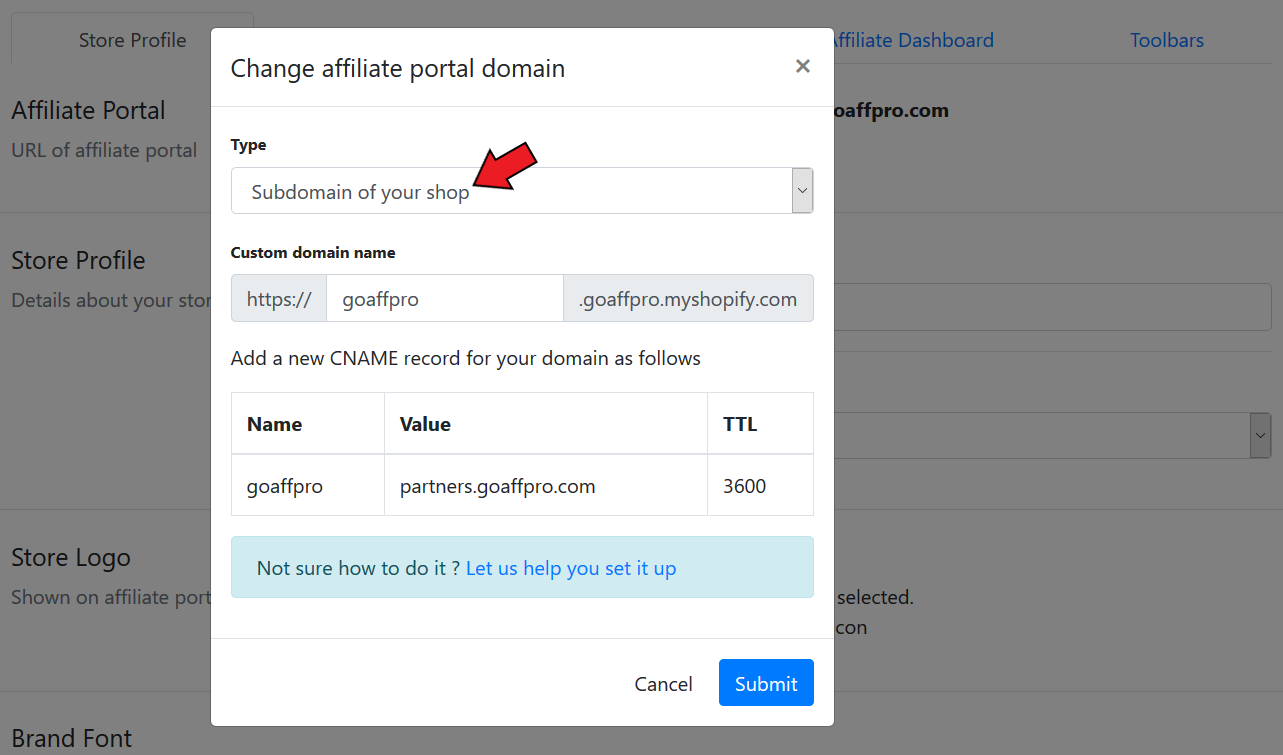 Store Profile
Affiliate Dashboard
Toolbars
Change affiliate portal domain
×
Affiliate Portal
URL of affiliate portal
oaffpro.com
Type
Subdomain of your shop
Store Profile
Details about your stor
Custom domain name
https://
goaffpro
.goaffpro.myshopify.com
Add a new CNAME record for your domain as follows
Name Value TTL
goaffpro partners.goaffpro.com 3600
Not sure how to do it ? Let us help you set it up
Store Logo
Shown on affiliate port
selected.
con
Cancel
Submit
Brand Font